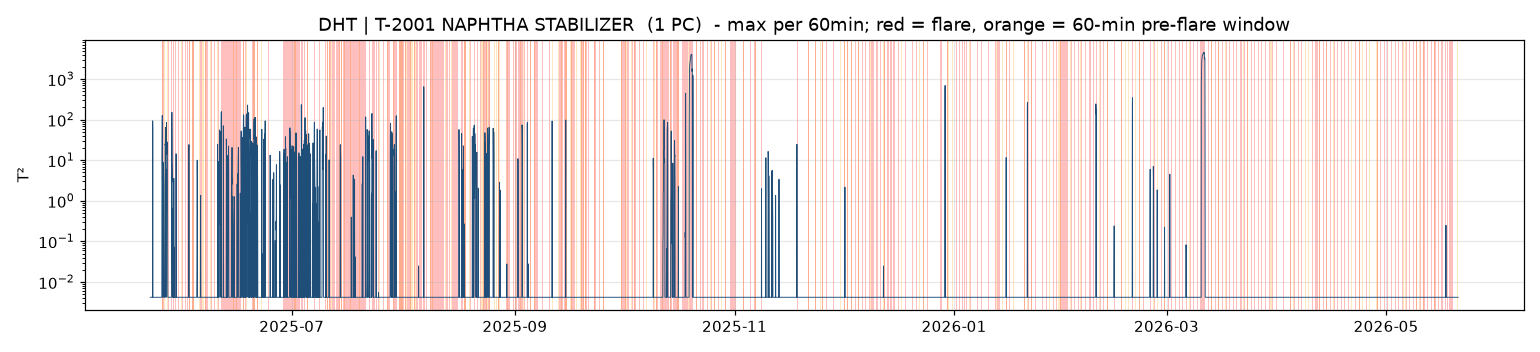 DHT | T-2001 NAPHTHA STABILIZER (1 PC) - max per 60min; red = flare, orange = 60-min pre-flare window
T²
10³
10²
10¹
10⁰
10⁻¹
10⁻²
2025-07 2025-09 2025-11 2026-01 2026-03 2026-05